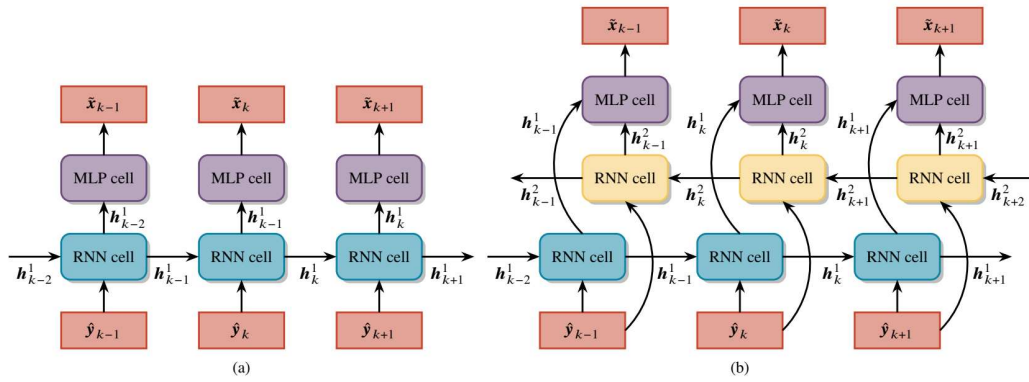 x̃ₖ₋₁ x̃ₖ x̃ₖ₊₁
MLP cell MLP cell MLP cell
h¹ₖ₋₂ h¹ₖ₋₁ h¹ₖ
RNN cell RNN cell RNN cell
h¹ₖ₋₂ h¹ₖ₋₁ h¹ₖ h¹ₖ₊₁
ŷₖ₋₁ ŷₖ ŷₖ₊₁
(a)
x̃ₖ₋₁ x̃ₖ x̃ₖ₊₁
MLP cell MLP cell MLP cell
h¹ₖ₋₁ h¹ₖ h¹ₖ₊₁
h²ₖ₋₁ h²ₖ h²ₖ₊₁
RNN cell RNN cell RNN cell
h²ₖ₋₁ h²ₖ h²ₖ₊₁ h²ₖ₊₂
RNN cell RNN cell RNN cell
h¹ₖ₋₂ h¹ₖ₋₁ h¹ₖ h¹ₖ₊₁
ŷₖ₋₁ ŷₖ ŷₖ₊₁
(b)